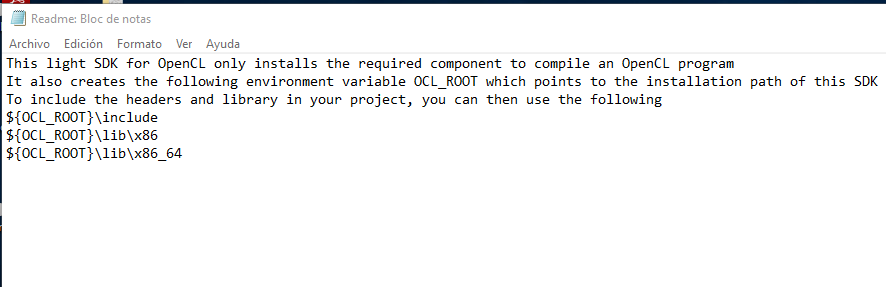 Readme: Bloc de notas
Archivo Edición Formato Ver Ayuda
This light SDK for OpenCL only installs the required component to compile an OpenCL program
It also creates the following environment variable OCL_ROOT which points to the installation path of this SDK
To include the headers and library in your project, you can then use the following
${OCL_ROOT}\include
${OCL_ROOT}\lib\x86
${OCL_ROOT}\lib\x86_64